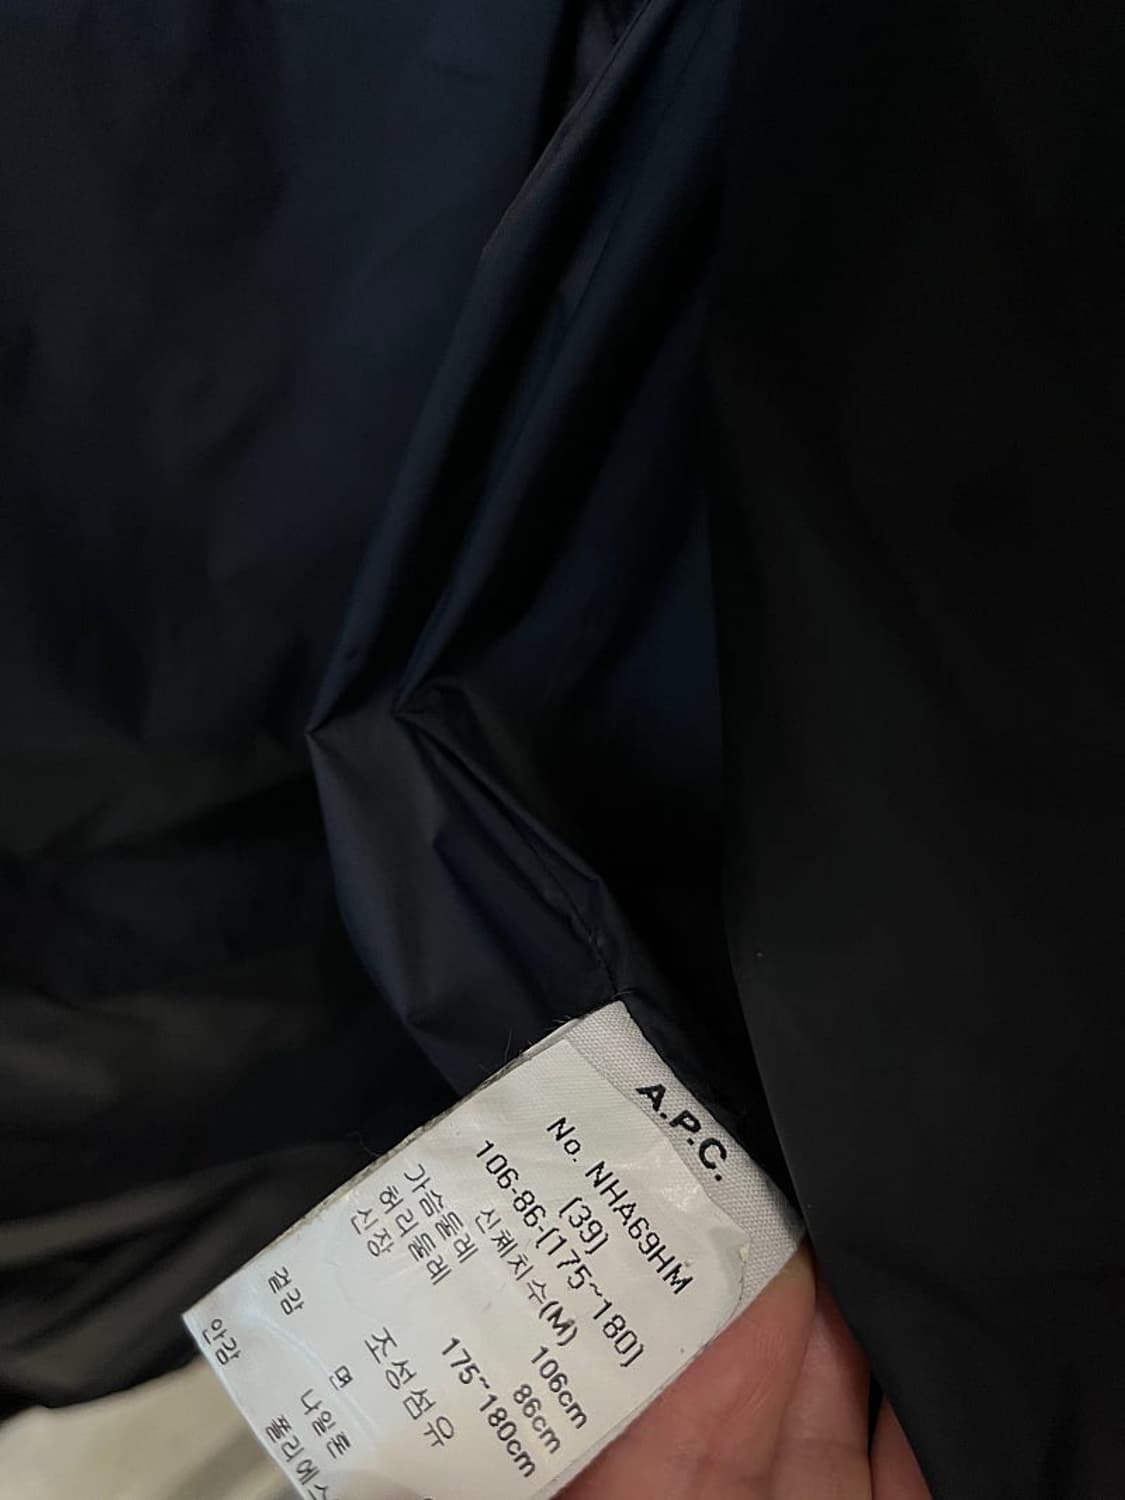 A.P.C.
No. NHA69HM
(39)
106-86-(175~180)
신체치수(M)
가슴둘레 106cm
허리둘레 86cm
신장 175~180cm
조성섬유
겉감 면
나일론
안감 폴리에스